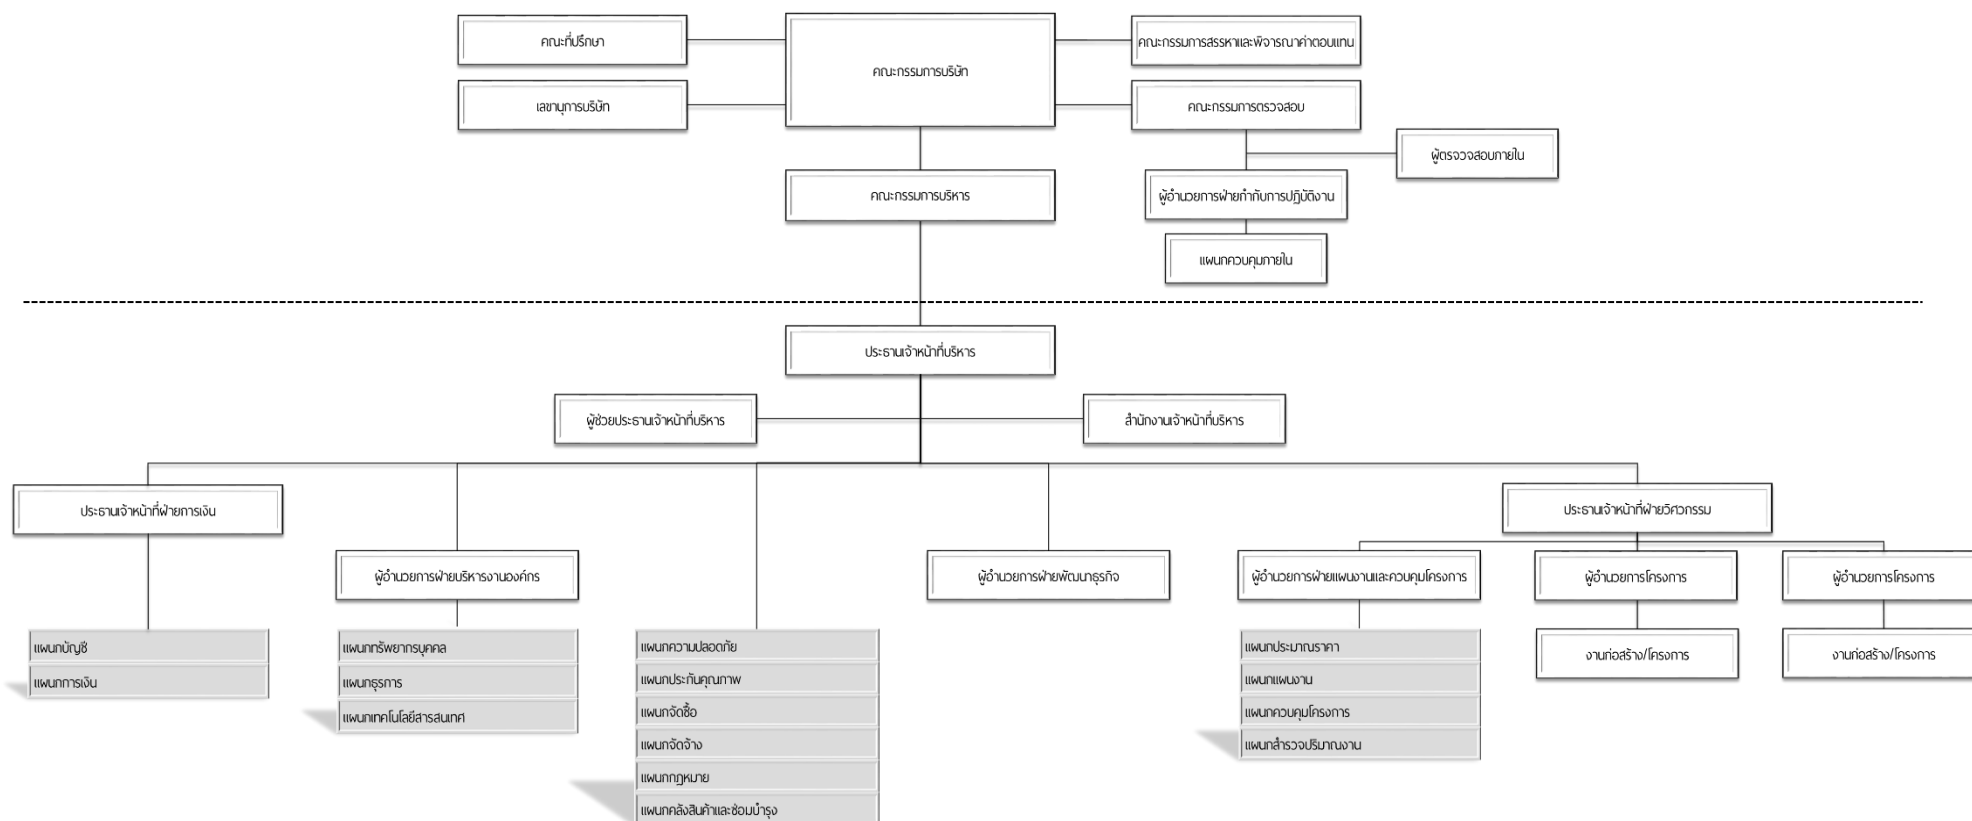 คณะที่ปรึกษา
คณะกรรมการบริษัท
คณะกรรมการสรรหาและพิจารณาค่าตอบแทน
เลขานุการบริษัท
คณะกรรมการตรวจสอบ
ผู้ตรจวจสอบภายใน
คณะกรรมการบริหาร
ผู้อำนวยการฝ่ายกำกับการปฏิบัติงาน
แผนกควบคุมภายใน
ประธานเจ้าหน้าที่บริหาร
ผู้ช่วยประธานเจ้าหน้าที่บริหาร
สำนักงานเจ้าหน้าที่บริหาร
ประธานเจ้าหน้าที่ฝ่ายการเงิน
ประธานเจ้าหน้าที่ฝ่ายวิศวกรรม
ผู้อำนวยการฝ่ายบริหารงานองค์กร
ผู้อำนวยการฝ่ายพัฒนาธุรกิจ
ผู้อำนวยการฝ่ายแผนงานและควบคุมโครงการ
ผู้อำนวยการโครงการ
ผู้อำนวยการโครงการ
แผนกบัญชี
แผนกการเงิน
แผนกทรัพยากรบุคคล
แผนกธุรการ
แผนกเทคโนโลยีสารสนเทศ
แผนกความปลอดภัย
แผนกประกันคุณภาพ
แผนกจัดซื้อ
แผนกจัดจ้าง
แผนกกฎหมาย
แผนกคลังสินค้าและซ่อมบำรุง
แผนกประมาณราคา
แผนกแผนงาน
แผนกควบคุมโครงการ
แผนกสำรวจปริมาณงาน
งานก่อสร้าง/โครงการ
งานก่อสร้าง/โครงการ